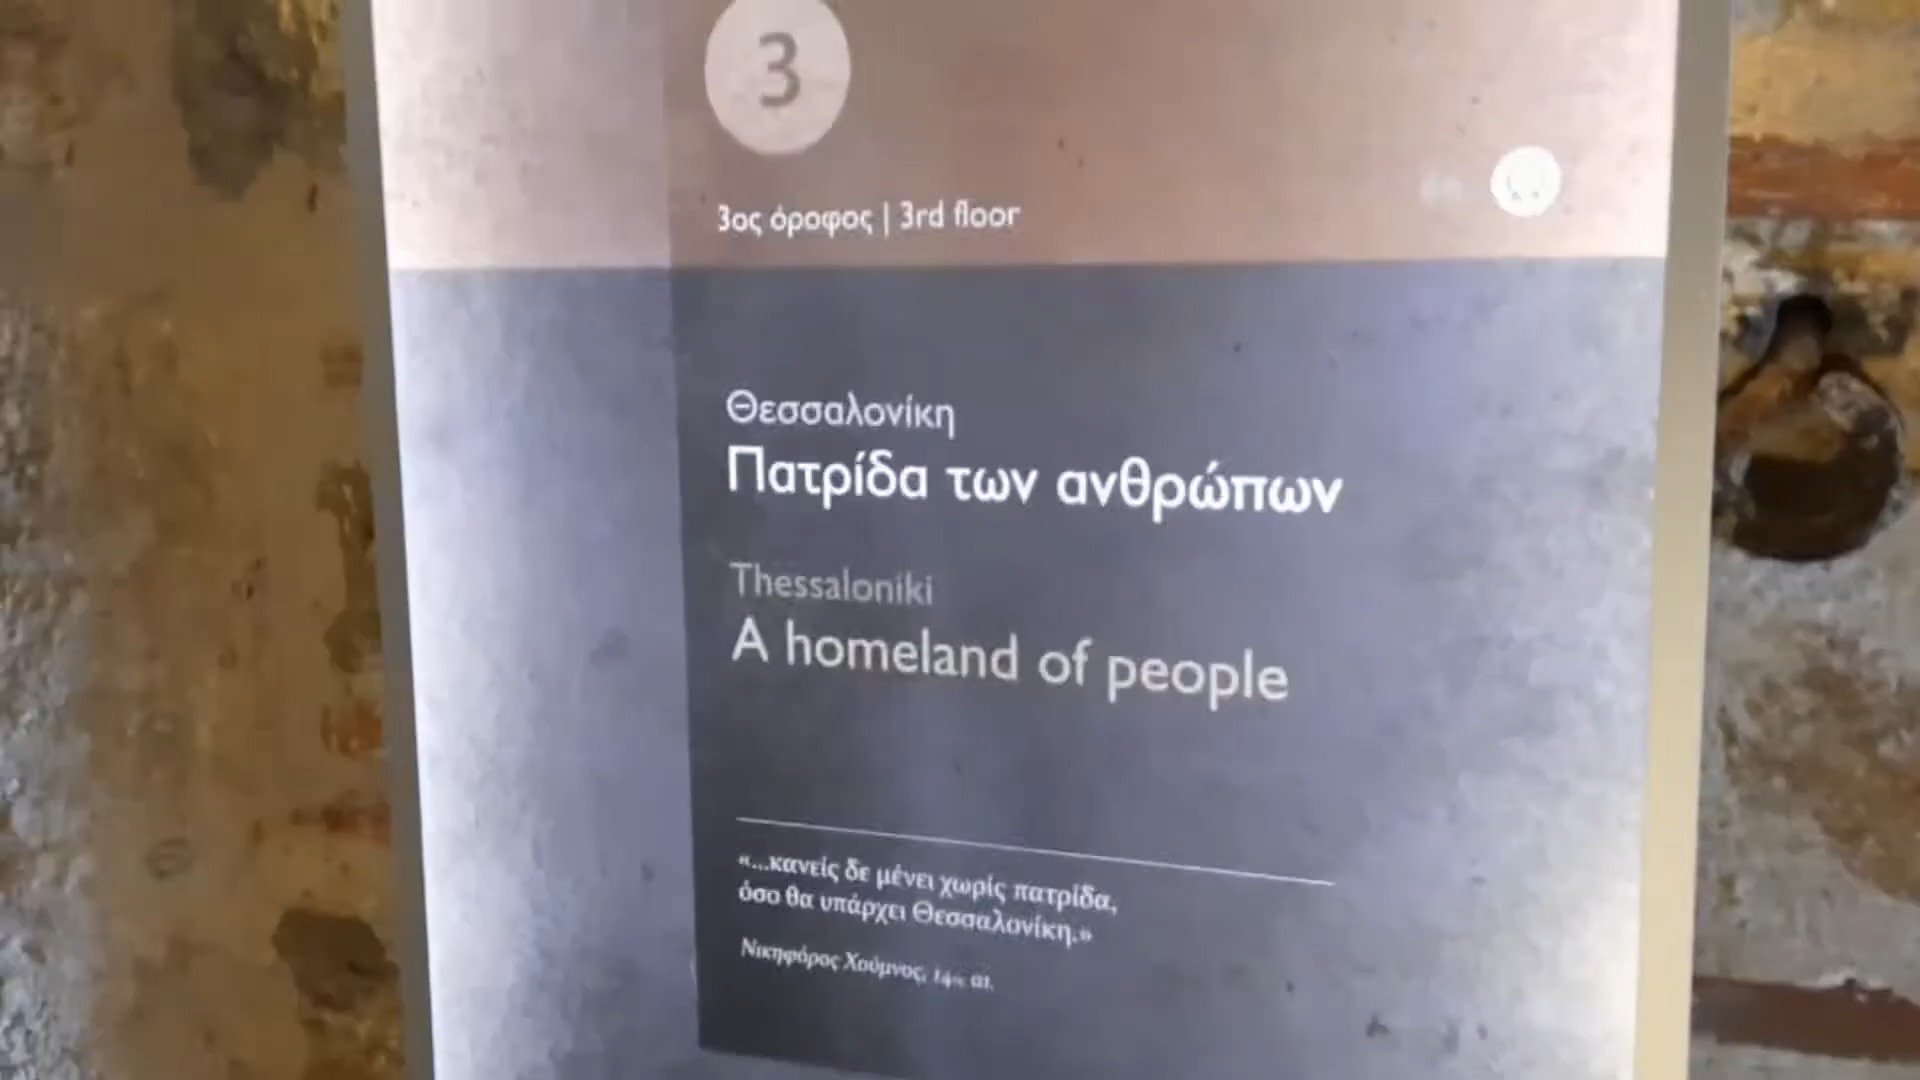 3
3ος όροφος | 3rd floor
Θεσσαλονίκη
Πατρίδα των ανθρώπων
Thessaloniki
A homeland of people
«...κανείς δε μένει χωρίς πατρίδα,
όσο θα υπάρχει Θεσσαλονίκη.»
Νικηφόρος Χούμνος, 14ος αι.